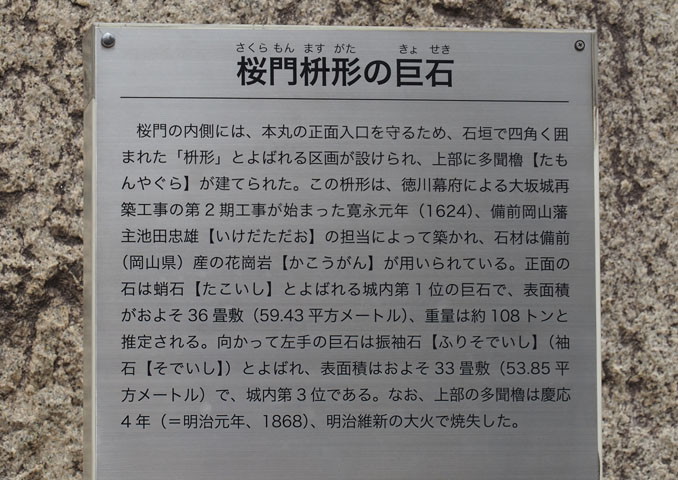 さくら もん ます がた きょ せき
桜門枡形の巨石
桜門の内側には、本丸の正面入口を守るため、石垣で四角く囲
まれた「枡形」とよばれる区画が設けられ、上部に多聞櫓【たも
んやぐら】が建てられた。この枡形は、徳川幕府による大坂城再
築工事の第２期工事が始まった寛永元年（1624）、備前岡山藩
主池田忠雄【いけだただお】の担当によって築かれ、石材は備前
（岡山県）産の花崗岩【かこうがん】が用いられている。正面の
石は蛸石【たこいし】とよばれる城内第１位の巨石で、表面積
がおよそ 36 畳敷（59.43 平方メートル）、重量は約 108 トンと
推定される。向かって左手の巨石は振袖石【ふりそでいし】（袖
石【そでいし】）とよばれ、表面積はおよそ 33 畳敷（53.85 平
方メートル）で、城内第３位である。なお、上部の多聞櫓は慶応
４年（＝明治元年、1868）、明治維新の大火で焼失した。